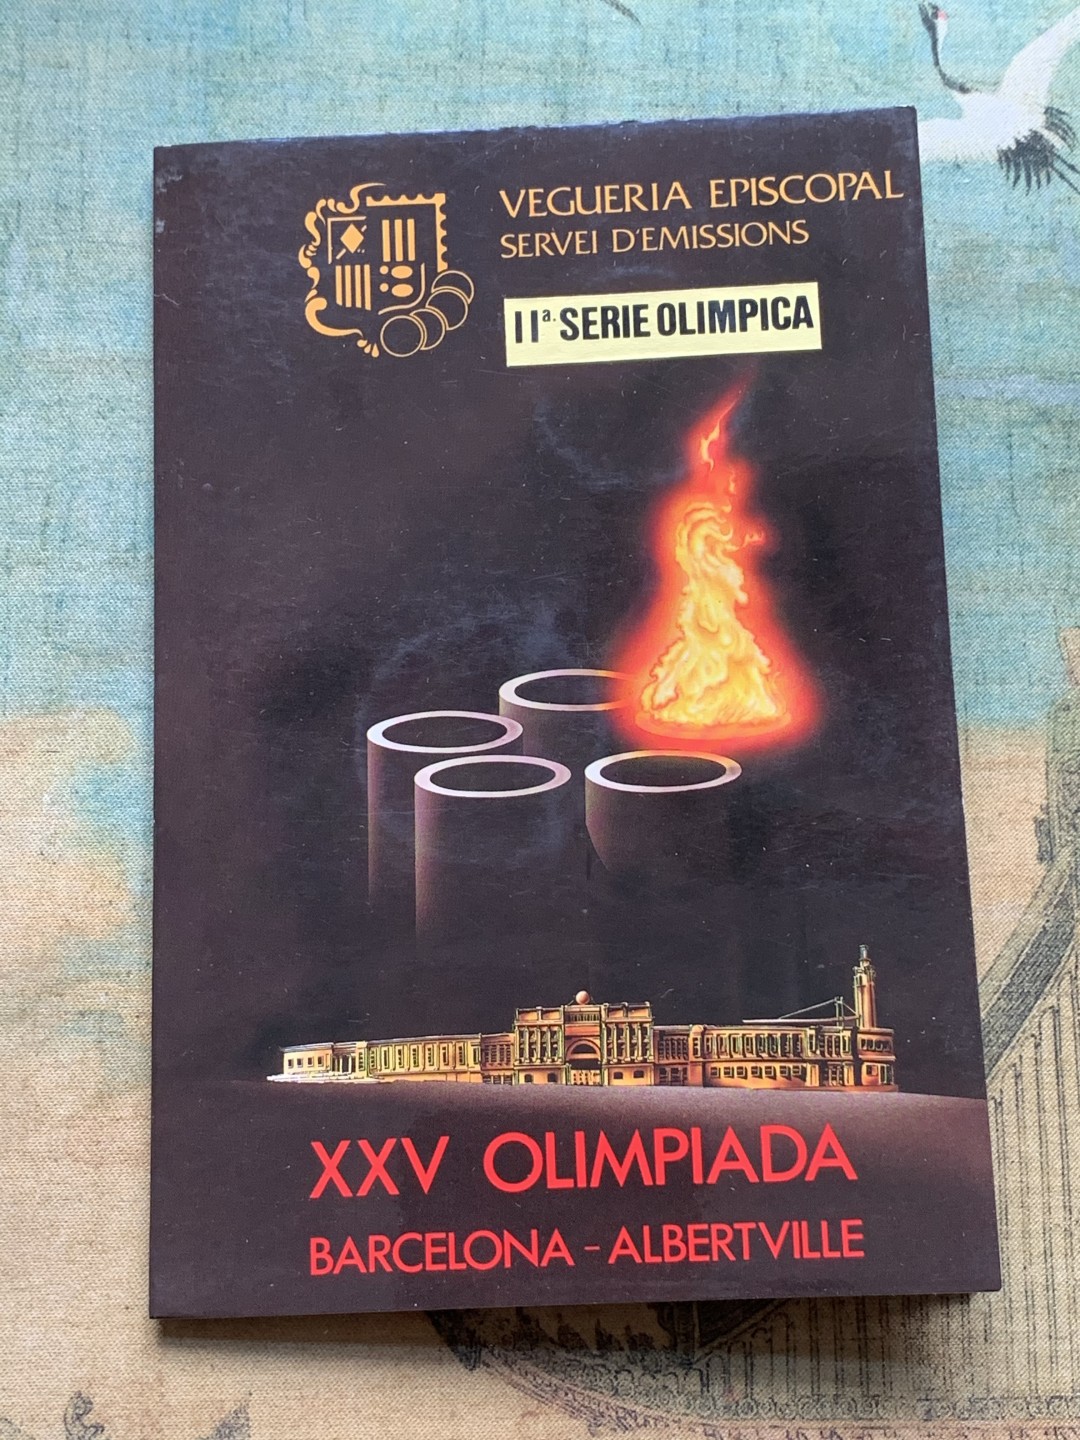 VEGUERIA EPISCOPAL
SERVEI D'EMISSIONS
IIª. SERIE OLIMPICA
XXV OLIMPIADA
BARCELONA - ALBERTVILLE